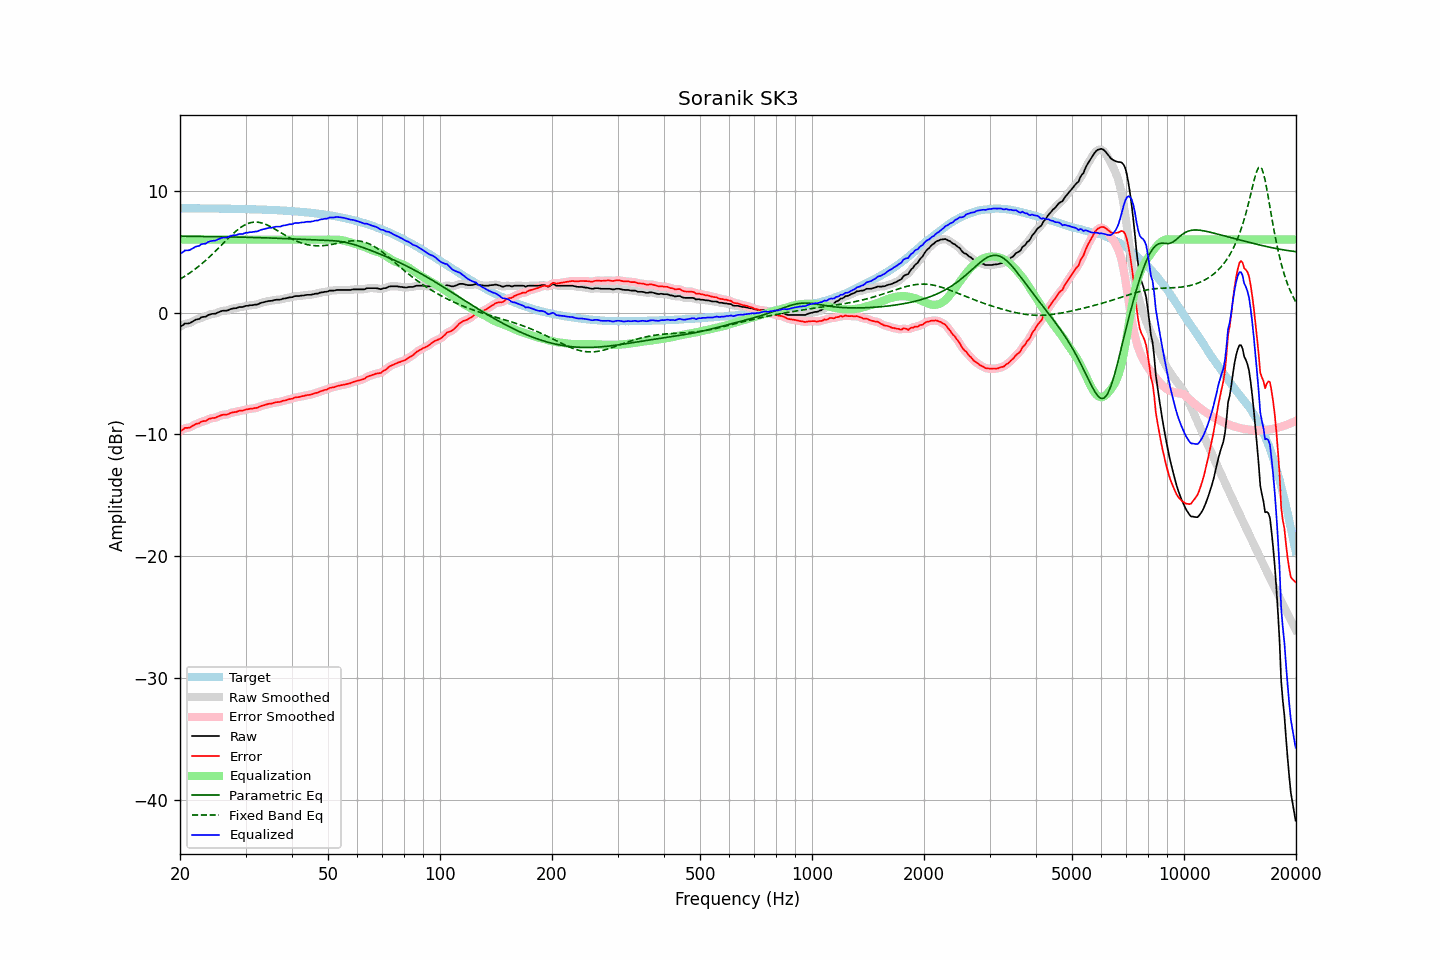 Soranik SK3
Amplitude (dBr)
10
0
−10
−20
−30
−40
Target
Raw Smoothed
Error Smoothed
Raw
Error
Equalization
Parametric Eq
Fixed Band Eq
Equalized
20 50 100 200 500 1000 2000 5000 10000 20000
Frequency (Hz)